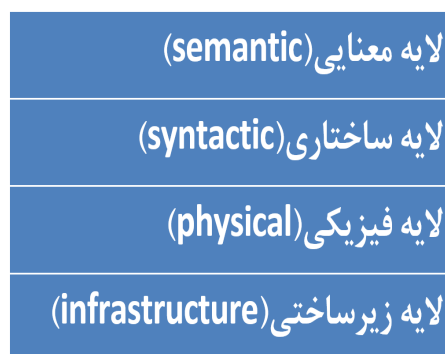 لایه معنایی(semantic)
لایه ساختاری(syntactic)
لایه فیزیکی(physical)
لایه زیرساختی(infrastructure)